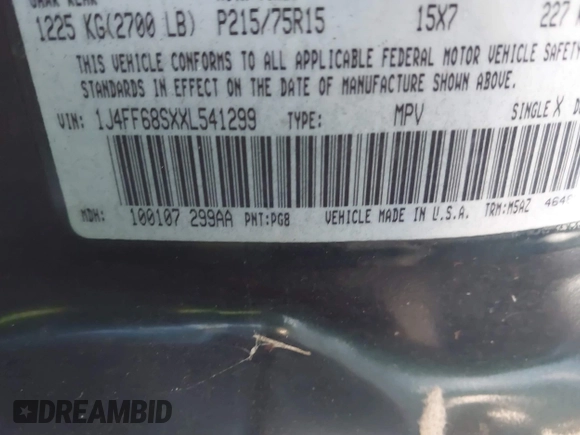 1225 KG(2700 LB) P215/75R15 15X7 227
THIS VEHICLE CONFORMS TO ALL APPLICABLE FEDERAL MOTOR VEHICLE SAFETY
STANDARDS IN EFFECT ON THE DATE OF MANUFACTURE SHOWN ABOVE.
VIN: 1J4FF68SXXL541299 TYPE: MPV SINGLE X
MDH: 100107 299AA PNT:PG8 VEHICLE MADE IN U.S.A. TRM:M5AZ
DREAMBID